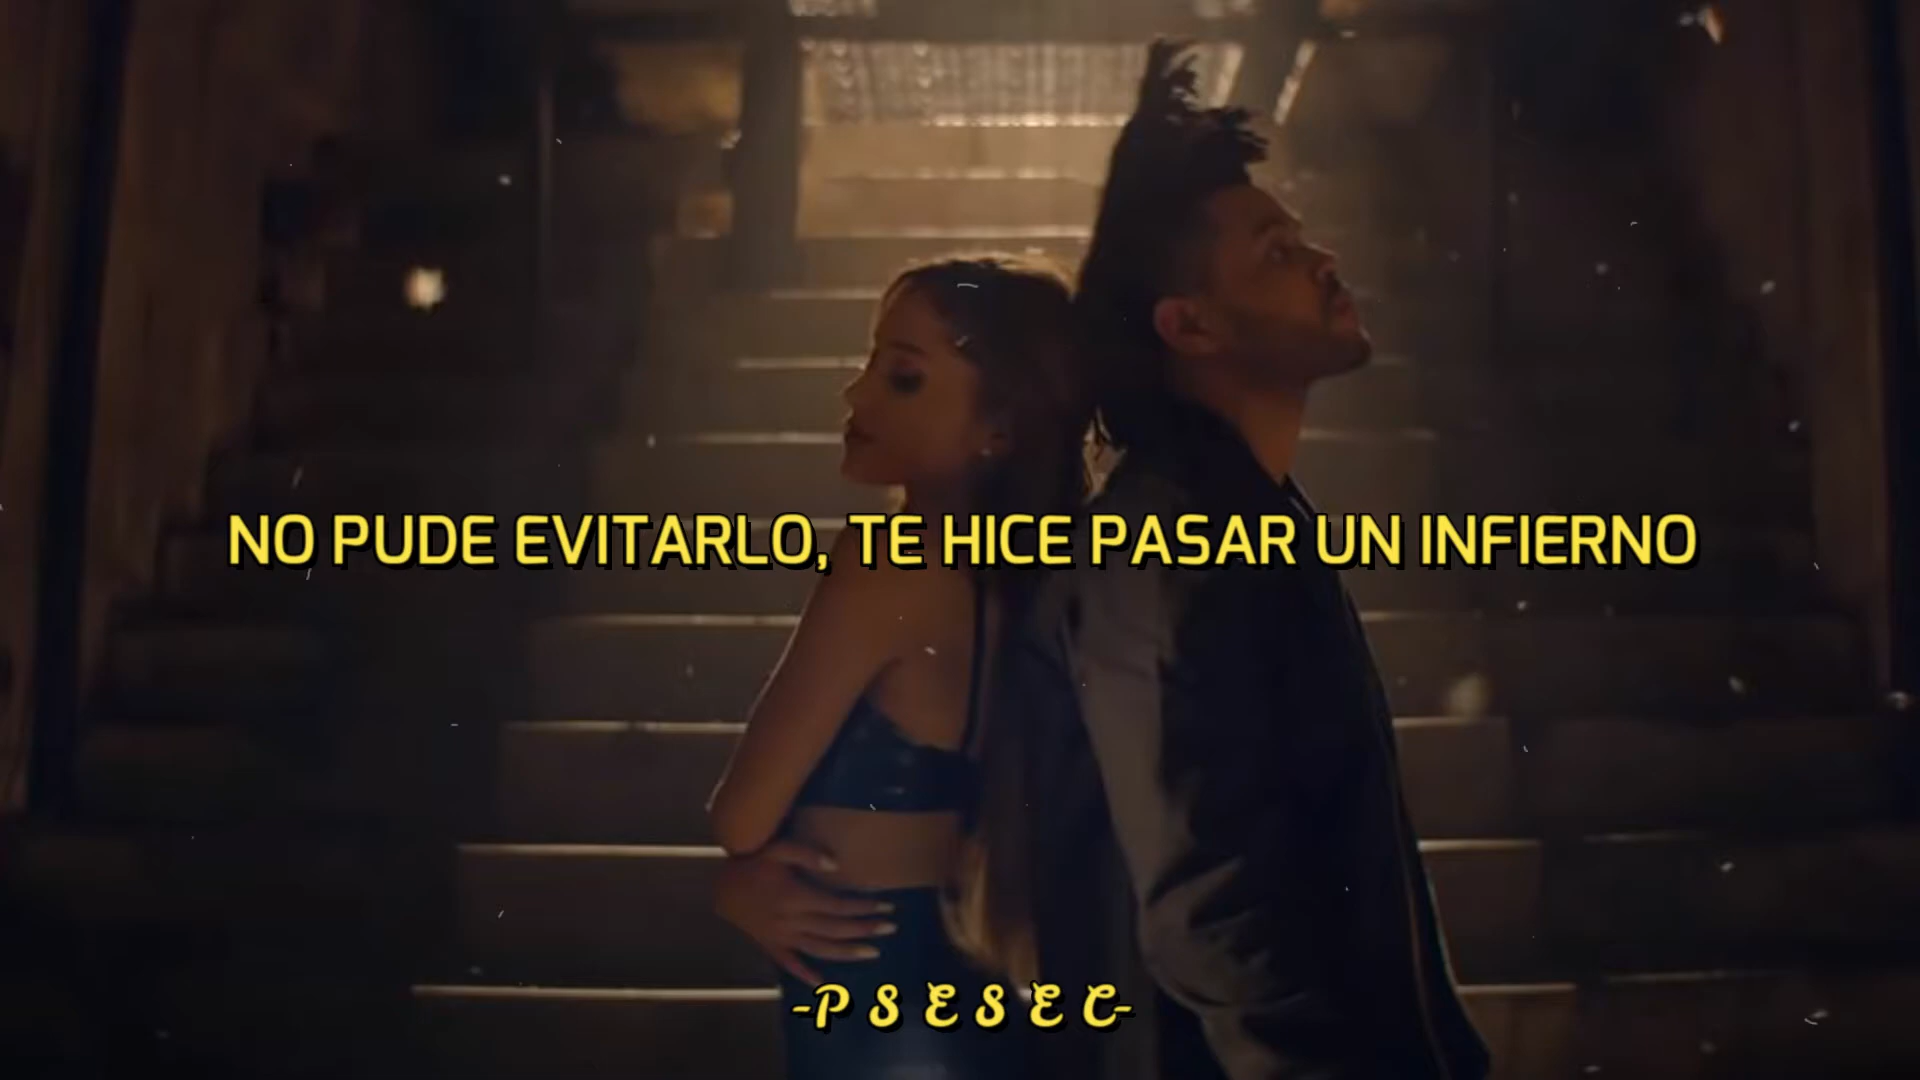 NO PUDE EVITARLO, TE HICE PASAR UN INFIERNO
-P S E S E C-